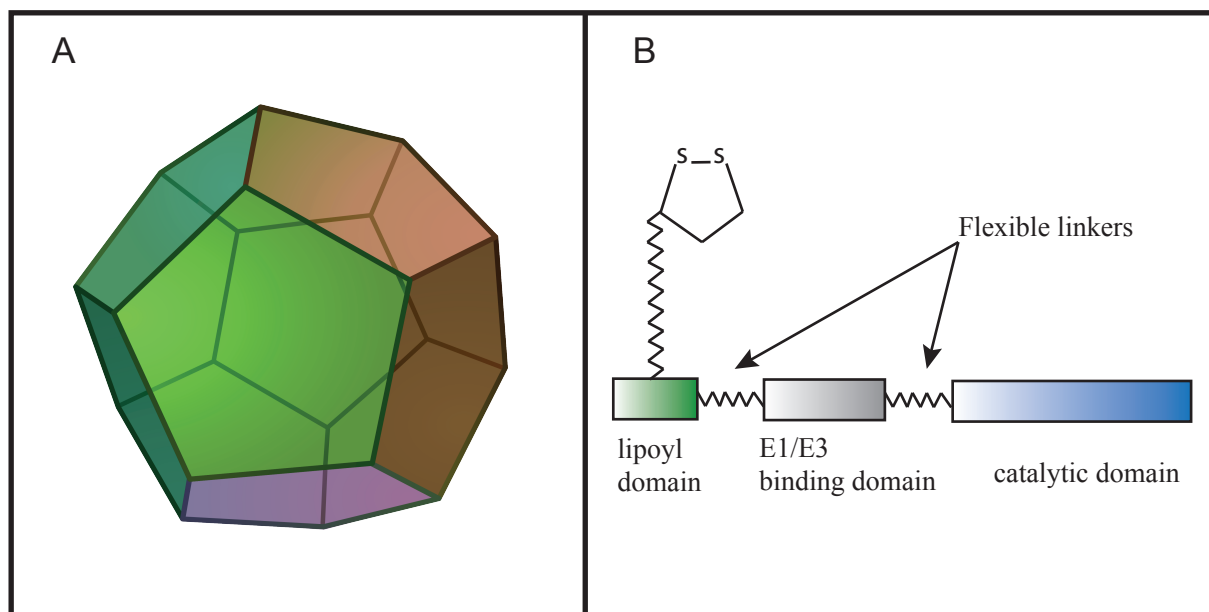 A
B
S
S
Flexible linkers
lipoyl
domain
E1/E3
binding domain
catalytic domain